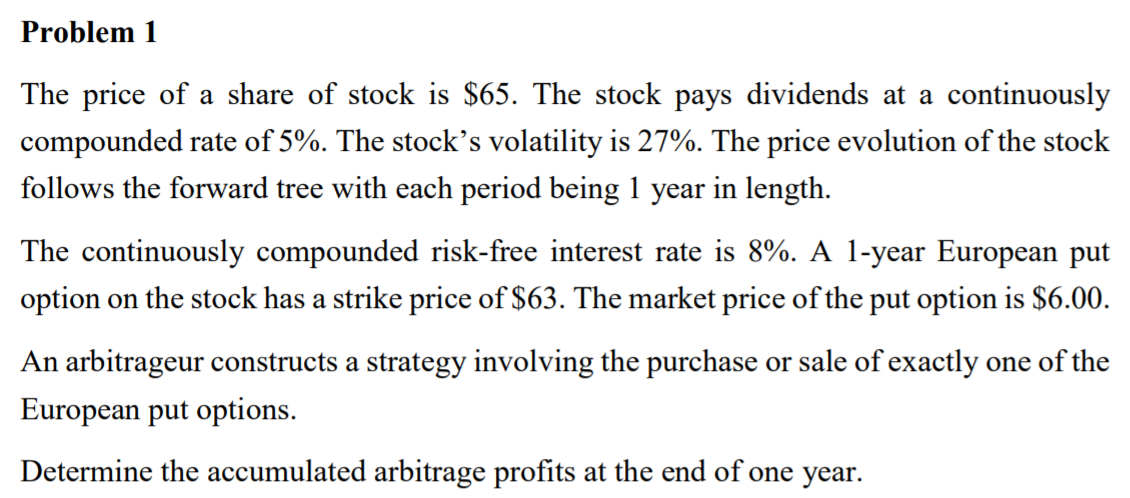 Problem 1
The price of a share of stock is $65. The stock pays dividends at a continuously
compounded rate of 5%. The stock’s volatility is 27%. The price evolution of the stock
follows the forward tree with each period being 1 year in length.
The continuously compounded risk-free interest rate is 8%. A 1-year European put
option on the stock has a strike price of $63. The market price of the put option is $6.00.
An arbitrageur constructs a strategy involving the purchase or sale of exactly one of the
European put options.
Determine the accumulated arbitrage profits at the end of one year.